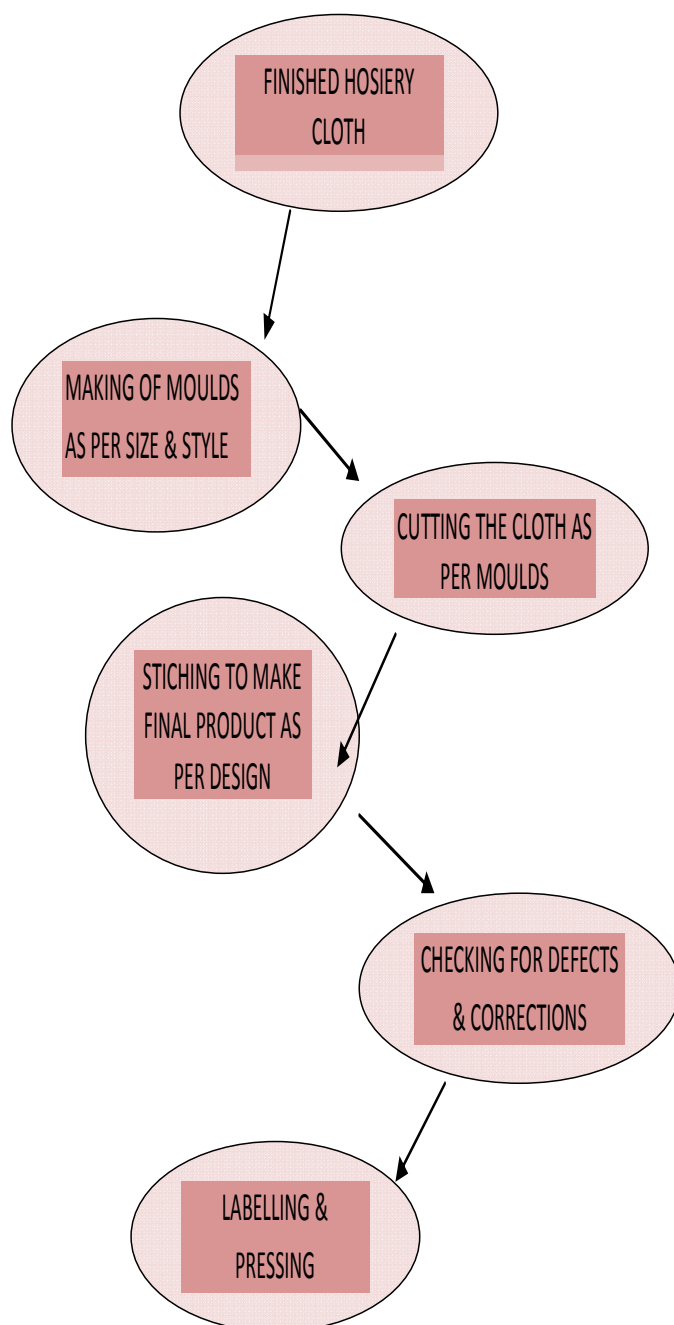 FINISHED HOSIERY
CLOTH
MAKING OF MOULDS
AS PER SIZE & STYLE
CUTTING THE CLOTH AS
PER MOULDS
STICHING TO MAKE
FINAL PRODUCT AS
PER DESIGN
CHECKING FOR DEFECTS
& CORRECTIONS
LABELLING &
PRESSING